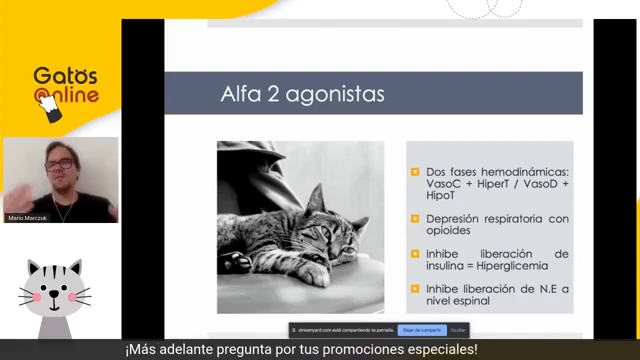 Gatos
Online
Alfa 2 agonistas
Dos fases hemodinámicas:
VasoC + HiperT / VasoD +
HipoT
Depresión respiratoria con
opioides
Inhibe liberación de
insulina = Hiperglicemia
Inhibe liberación de N.E a
nivel espinal
Mario Marczuk
streamyard.com está compartiendo tu pantalla.
Dejar de compartir
Ocultar
¡Más adelante pregunta por tus promociones especiales!